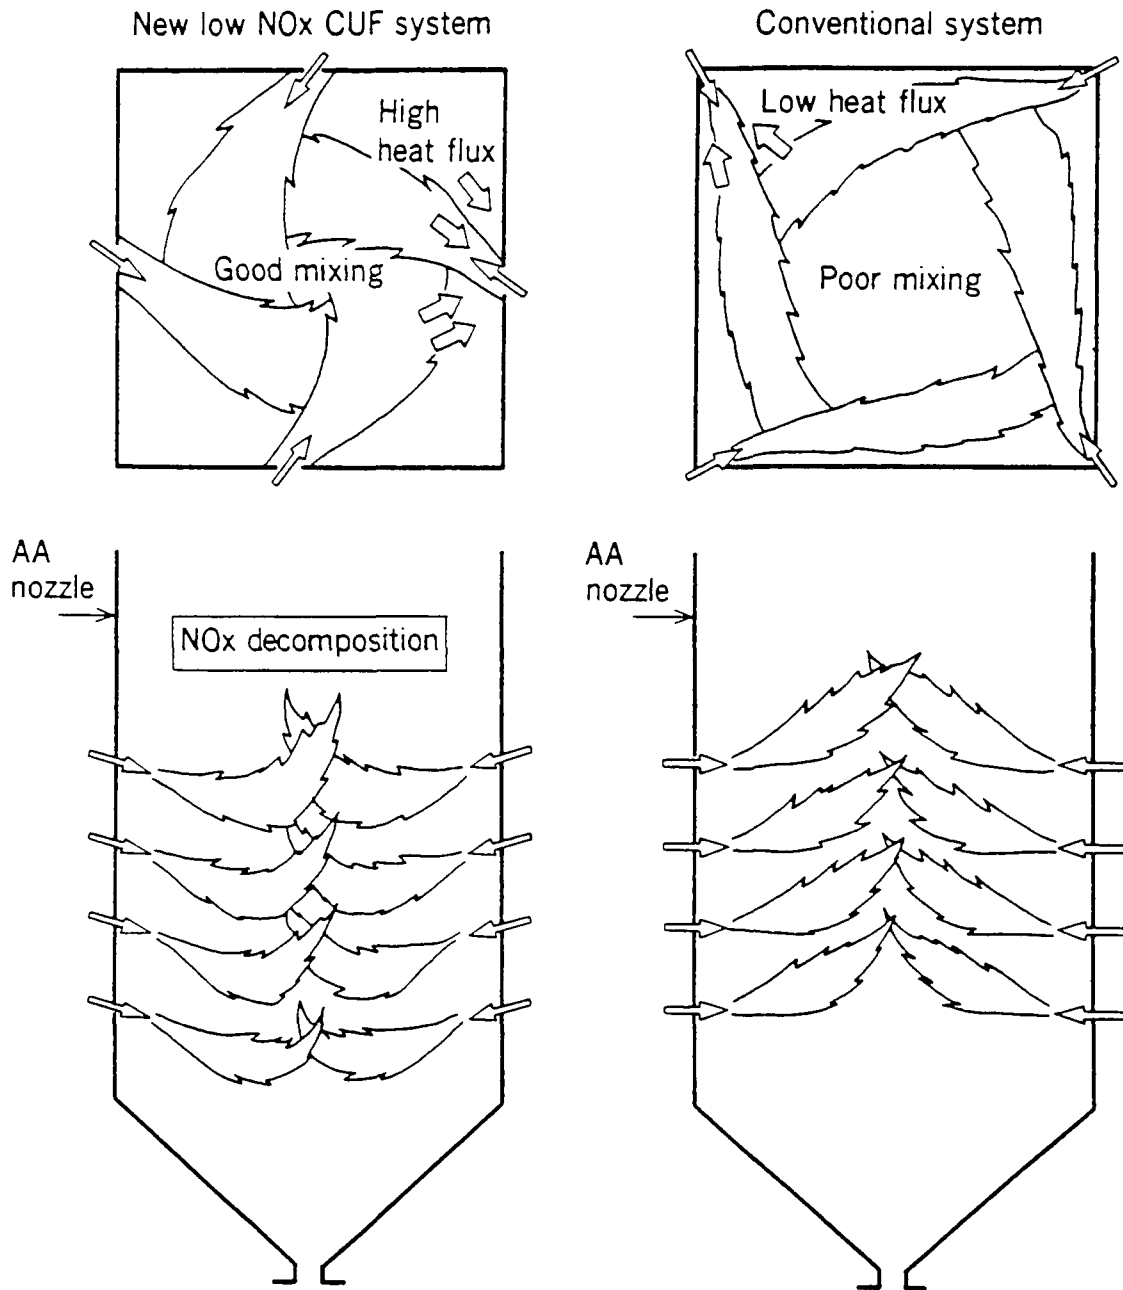 New low NOx CUF system
Conventional system
High
heat flux
Good mixing
Low heat flux
Poor mixing
AA
nozzle
NOx decomposition
AA
nozzle